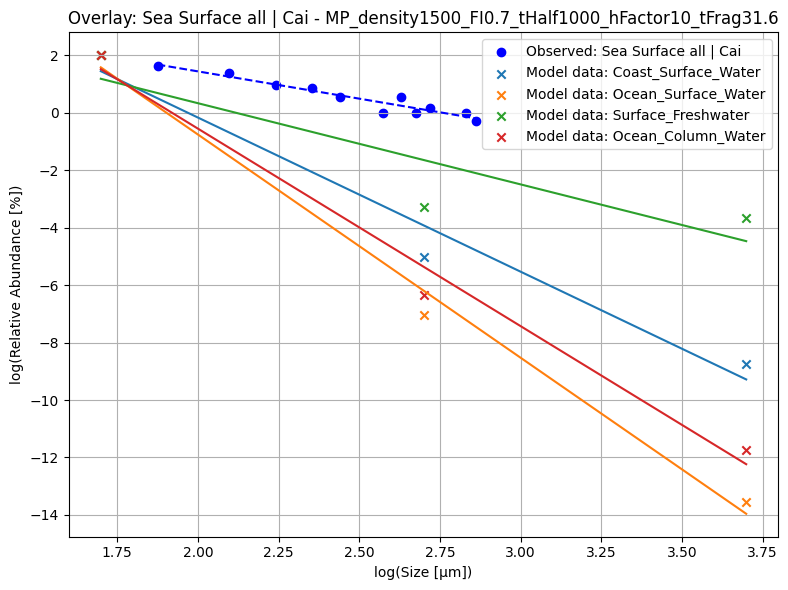 Overlay: Sea Surface all | Cai - MP_density1500_FI0.7_tHalf1000_hFactor10_tFrag31.6
Observed: Sea Surface all | Cai
Model data: Coast_Surface_Water
Model data: Ocean_Surface_Water
Model data: Surface_Freshwater
Model data: Ocean_Column_Water
log(Relative Abundance [%])
2
0
−2
−4
−6
−8
−10
−12
−14
1.75
2.00
2.25
2.50
2.75
3.00
3.25
3.50
3.75
log(Size [µm])